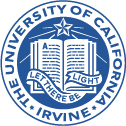 THE UNIVERSITY OF CALIFORNIA
• IRVINE •
LET THERE BE LIGHT
A